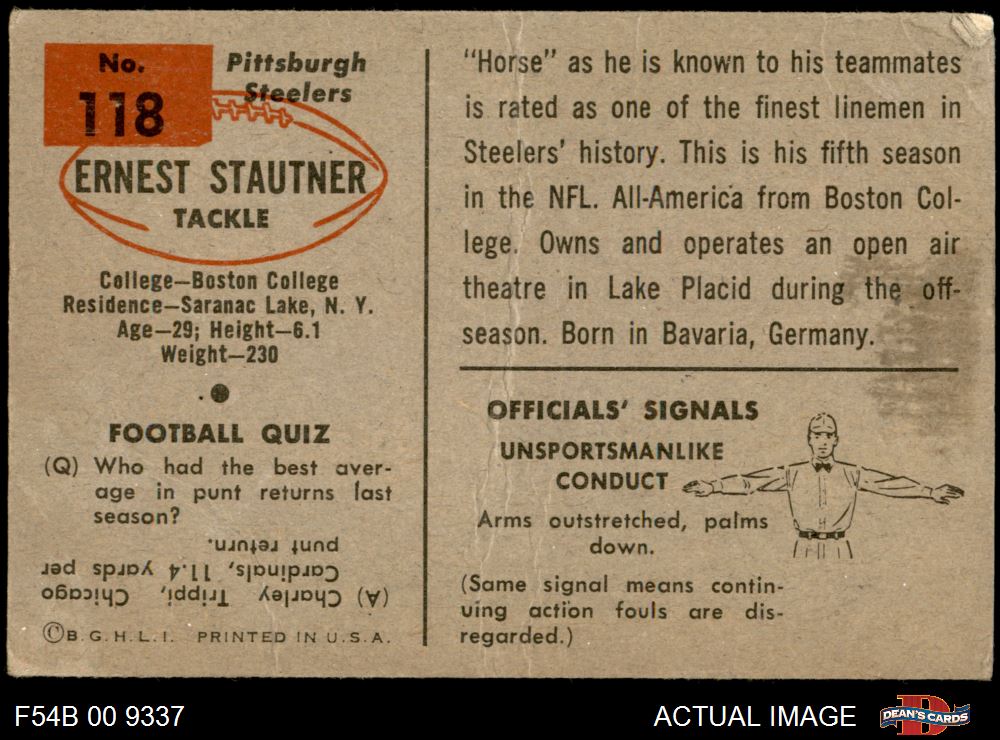 No.
118
Pittsburgh
Steelers
ERNEST STAUTNER
TACKLE
College—Boston College
Residence—Saranac Lake, N. Y.
Age—29; Height—6.1
Weight—230
FOOTBALL QUIZ
(Q) Who had the best aver-
age in punt returns last
season?
(A) Charley Trippi, Chicago
Cardinals, 11.4 yards per
punt return.
©B. G. H. L. I. PRINTED IN U. S. A.
“Horse” as he is known to his teammates
is rated as one of the finest linemen in
Steelers’ history. This is his fifth season
in the NFL. All-America from Boston Col-
lege. Owns and operates an open air
theatre in Lake Placid during the off-
season. Born in Bavaria, Germany.
OFFICIALS’ SIGNALS
UNSPORTSMANLIKE
CONDUCT
Arms outstretched, palms
down.
(Same signal means contin-
uing action fouls are dis-
regarded.)
F54B 00 9337
ACTUAL IMAGE
DEAN'S CARDS